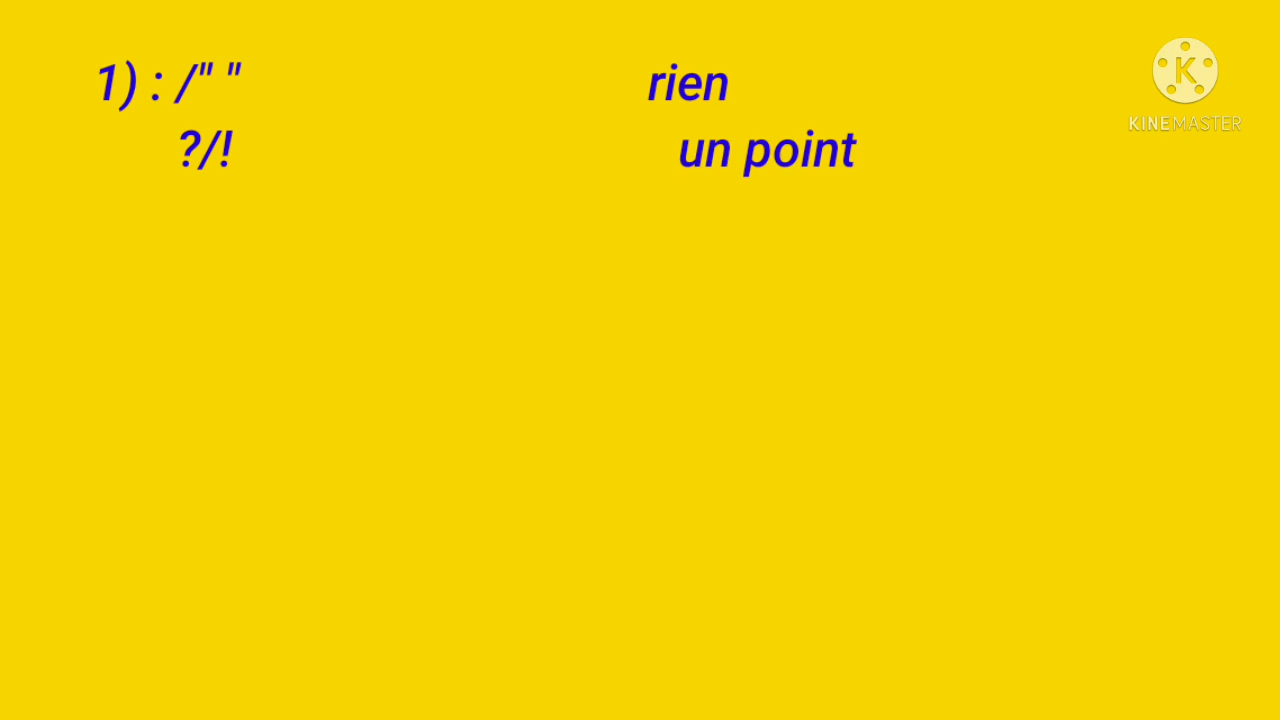 1) : /" " rien
?/! un point
K
KINEMASTER